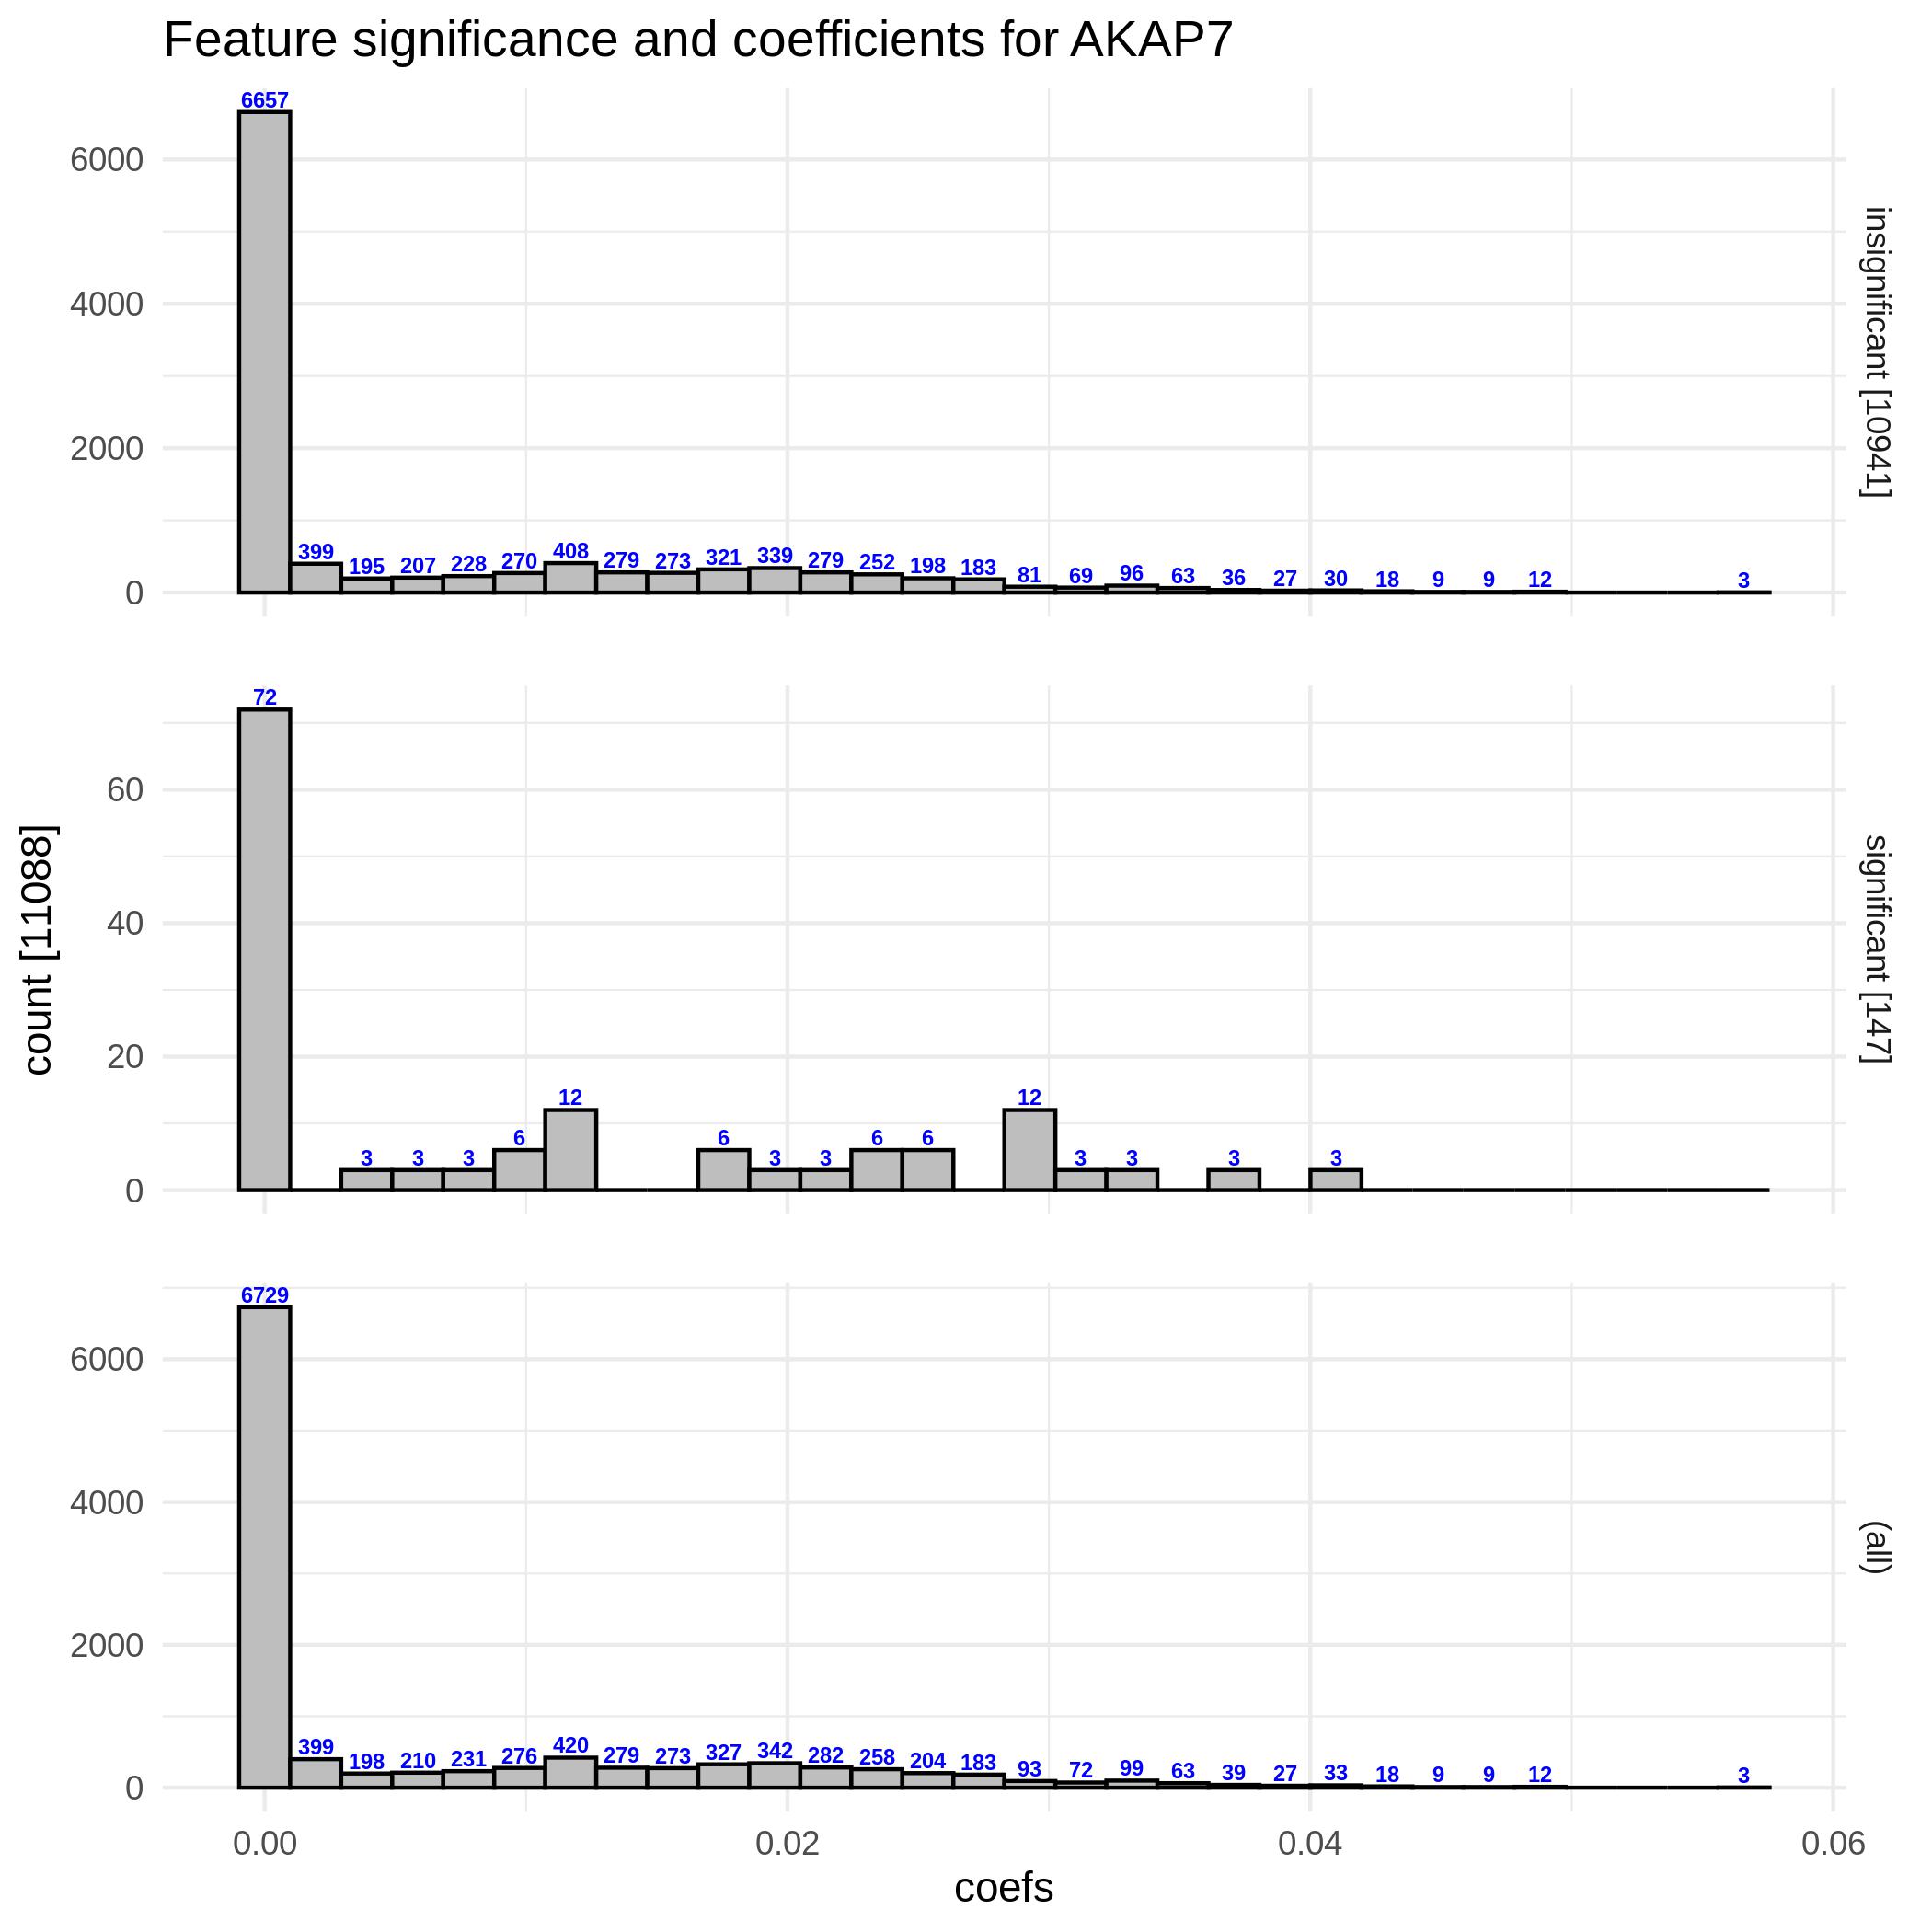 Feature significance and coefficients for AKAP7
count [11088]
6657
6000
4000
2000
0
399 195 207 228 270 408 279 273 321 339 279 252 198 183 81 69 96 63 36 27 30 18 9 9 12 3
insignificant [10941]
72
60
40
20
0
3 3 3 6 12 6 3 3 6 6 12 3 3 3 3
significant [147]
6729
6000
4000
2000
0
399 198 210 231 276 420 279 273 327 342 282 258 204 183 93 72 99 63 39 27 33 18 9 9 12 3
(all)
0.00 0.02 0.04 0.06
coefs